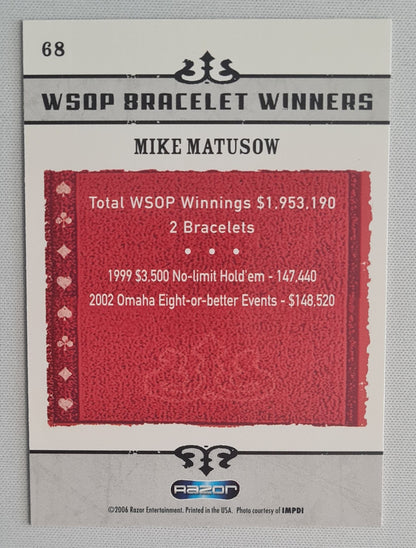 68
WSOP BRACELET WINNERS
MIKE MATUSOW
Total WSOP Winnings $1,953,190
2 Bracelets
• • •
1999 $3,500 No-limit Hold'em - 147,440
2002 Omaha Eight-or-better Events - $148,520
RAZOR
©2006 Razor Entertainment. Printed in the USA. Photo courtesy of IMPDI